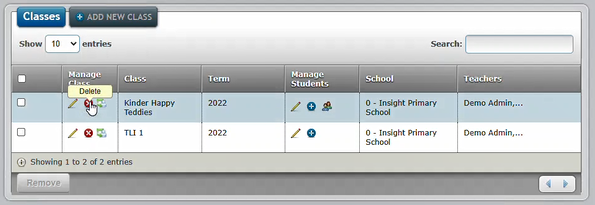 Classes + ADD NEW CLASS
Show 10 entries Search:
Manage Class Class Term Manage Students School Teachers
Delete
Kinder Happy Teddies 2022 0 - Insight Primary School Demo Admin,...
TLI 1 2022 0 - Insight Primary School Demo Admin,...
Showing 1 to 2 of 2 entries
Remove